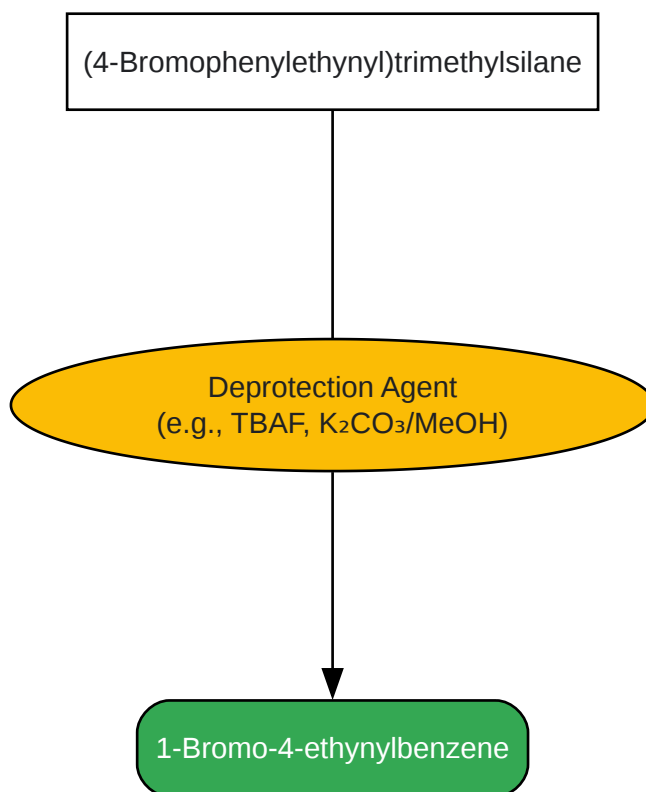 (4-Bromophenylethynyl)trimethylsilane
Deprotection Agent
(e.g., TBAF, K₂CO₃/MeOH)
1-Bromo-4-ethynylbenzene